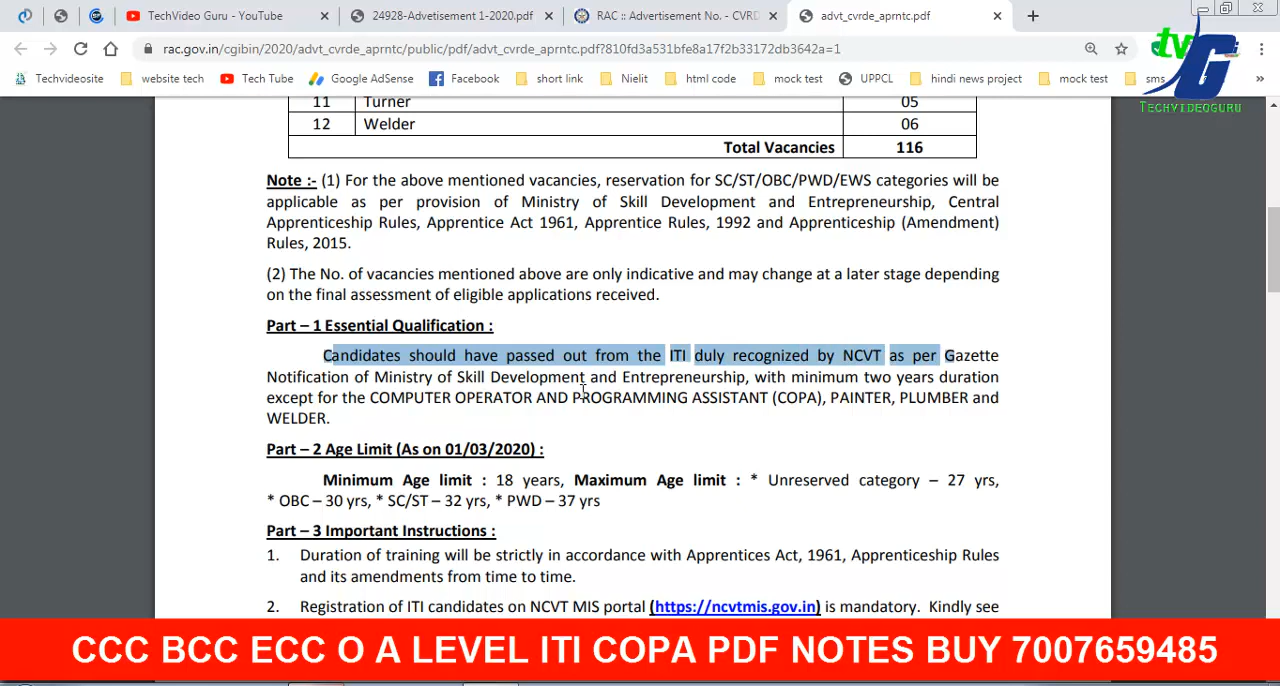 TechVideo Guru - YouTube
24928-Advetisement 1-2020.pdf
RAC :: Advertisement No. - CVRD
advt_cvrde_aprntc.pdf
rac.gov.in/cgibin/2020/advt_cvrde_aprntc/public/pdf/advt_cvrde_aprntc.pdf?810fd3a531bfe8a17f2b33172db3642a=1
Techvideosite
website tech
Tech Tube
Google AdSense
Facebook
short link
Nielit
html code
mock test
UPPCL
hindi news project
mock test
sms
tv
G
TECHVIDEOGURU
11 Turner 05
12 Welder 06
Total Vacancies 116
Note :- (1) For the above mentioned vacancies, reservation for SC/ST/OBC/PWD/EWS categories will be
applicable as per provision of Ministry of Skill Development and Entrepreneurship, Central
Apprenticeship Rules, Apprentice Act 1961, Apprentice Rules, 1992 and Apprenticeship (Amendment)
Rules, 2015.
(2) The No. of vacancies mentioned above are only indicative and may change at a later stage depending
on the final assessment of eligible applications received.
Part – 1 Essential Qualification :
Candidates should have passed out from the ITI duly recognized by NCVT as per Gazette
Notification of Ministry of Skill Development and Entrepreneurship, with minimum two years duration
except for the COMPUTER OPERATOR AND PROGRAMMING ASSISTANT (COPA), PAINTER, PLUMBER and
WELDER.
Part – 2 Age Limit (As on 01/03/2020) :
Minimum Age limit : 18 years, Maximum Age limit : * Unreserved category – 27 yrs,
* OBC – 30 yrs, * SC/ST – 32 yrs, * PWD – 37 yrs
Part – 3 Important Instructions :
1. Duration of training will be strictly in accordance with Apprentices Act, 1961, Apprenticeship Rules
and its amendments from time to time.
2. Registration of ITI candidates on NCVT MIS portal (https://ncvtmis.gov.in) is mandatory. Kindly see
CCC BCC ECC O A LEVEL ITI COPA PDF NOTES BUY 7007659485